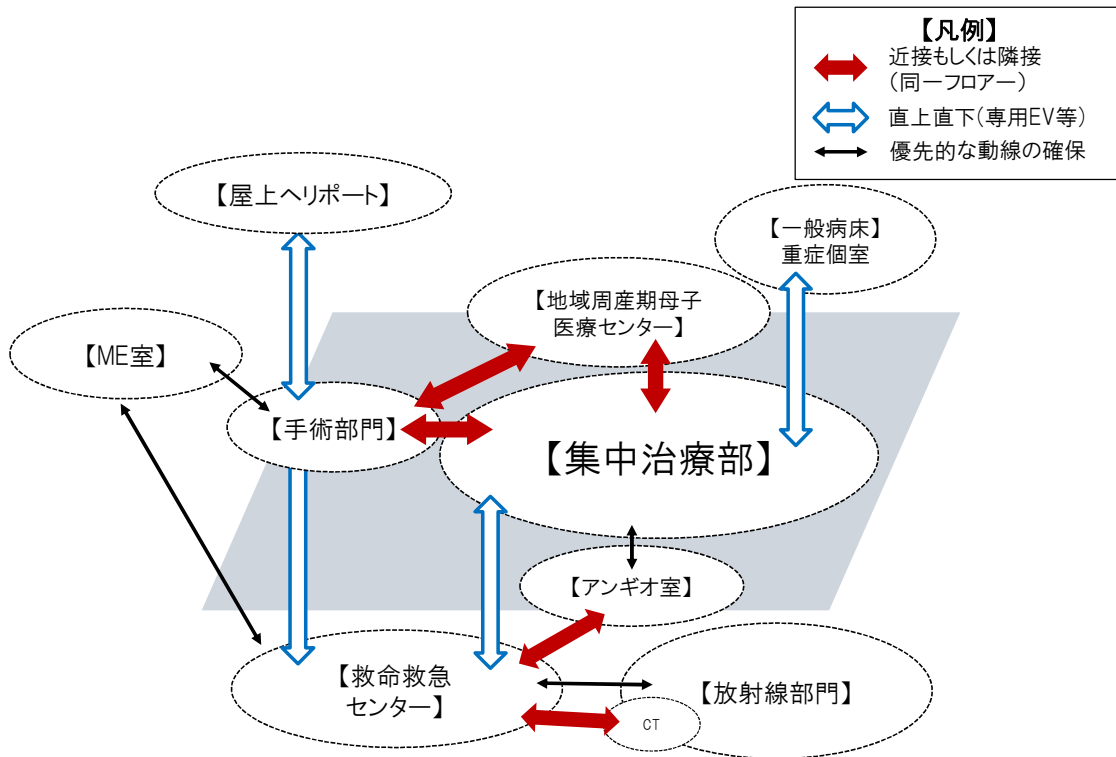 【凡例】
近接もしくは隣接
(同一フロアー)
直上直下(専用EV等)
優先的な動線の確保
【屋上ヘリポート】
【一般病床】
重症個室
【地域周産期母子
医療センター】
【ME室】
【手術部門】
【集中治療部】
【アンギオ室】
【救命救急
センター】
【放射線部門】
CT